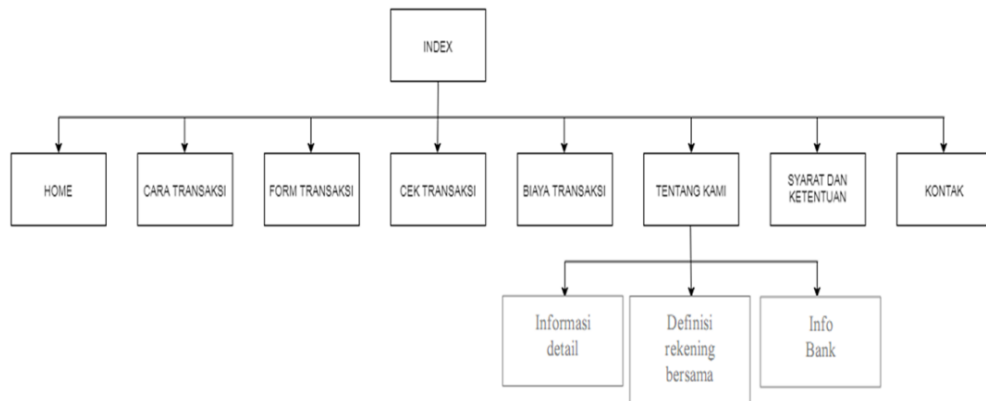 INDEX
HOME
CARA TRANSAKSI
FORM TRANSAKSI
CEK TRANSAKSI
BIAYA TRANSAKSI
TENTANG KAMI
SYARAT DAN
KETENTUAN
KONTAK
Informasi
detail
Definisi
rekening
bersama
Info
Bank